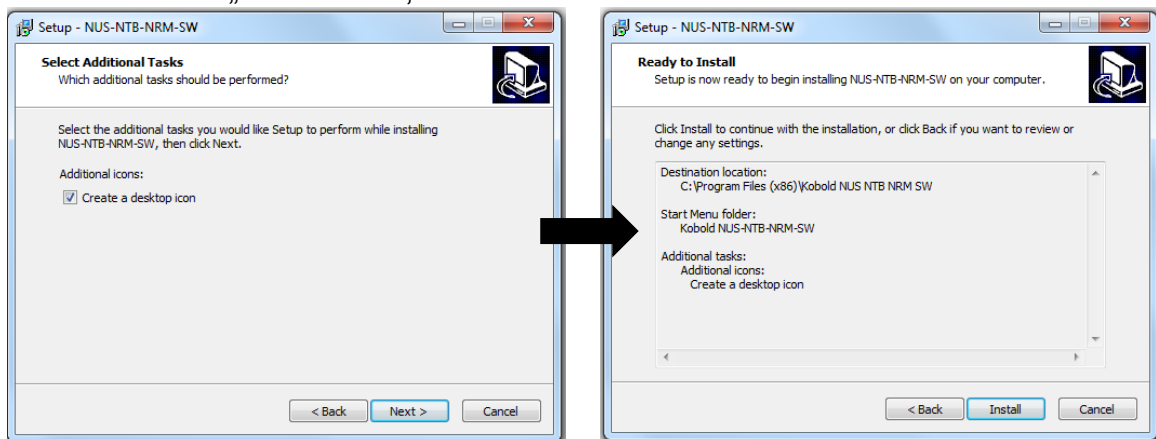 Setup - NUS-NTB-NRM-SW
Select Additional Tasks
Which additional tasks should be performed?
Select the additional tasks you would like Setup to perform while installing
NUS-NTB-NRM-SW, then click Next.
Additional icons:
Create a desktop icon
< Back
Next >
Cancel
Setup - NUS-NTB-NRM-SW
Ready to Install
Setup is now ready to begin installing NUS-NTB-NRM-SW on your computer.
Click Install to continue with the installation, or click Back if you want to review or
change any settings.
Destination location:
C:\Program Files (x86)\Kobold NUS NTB NRM SW
Start Menu folder:
Kobold NUS-NTB-NRM-SW
Additional tasks:
Additional icons:
Create a desktop icon
< Back
Install
Cancel